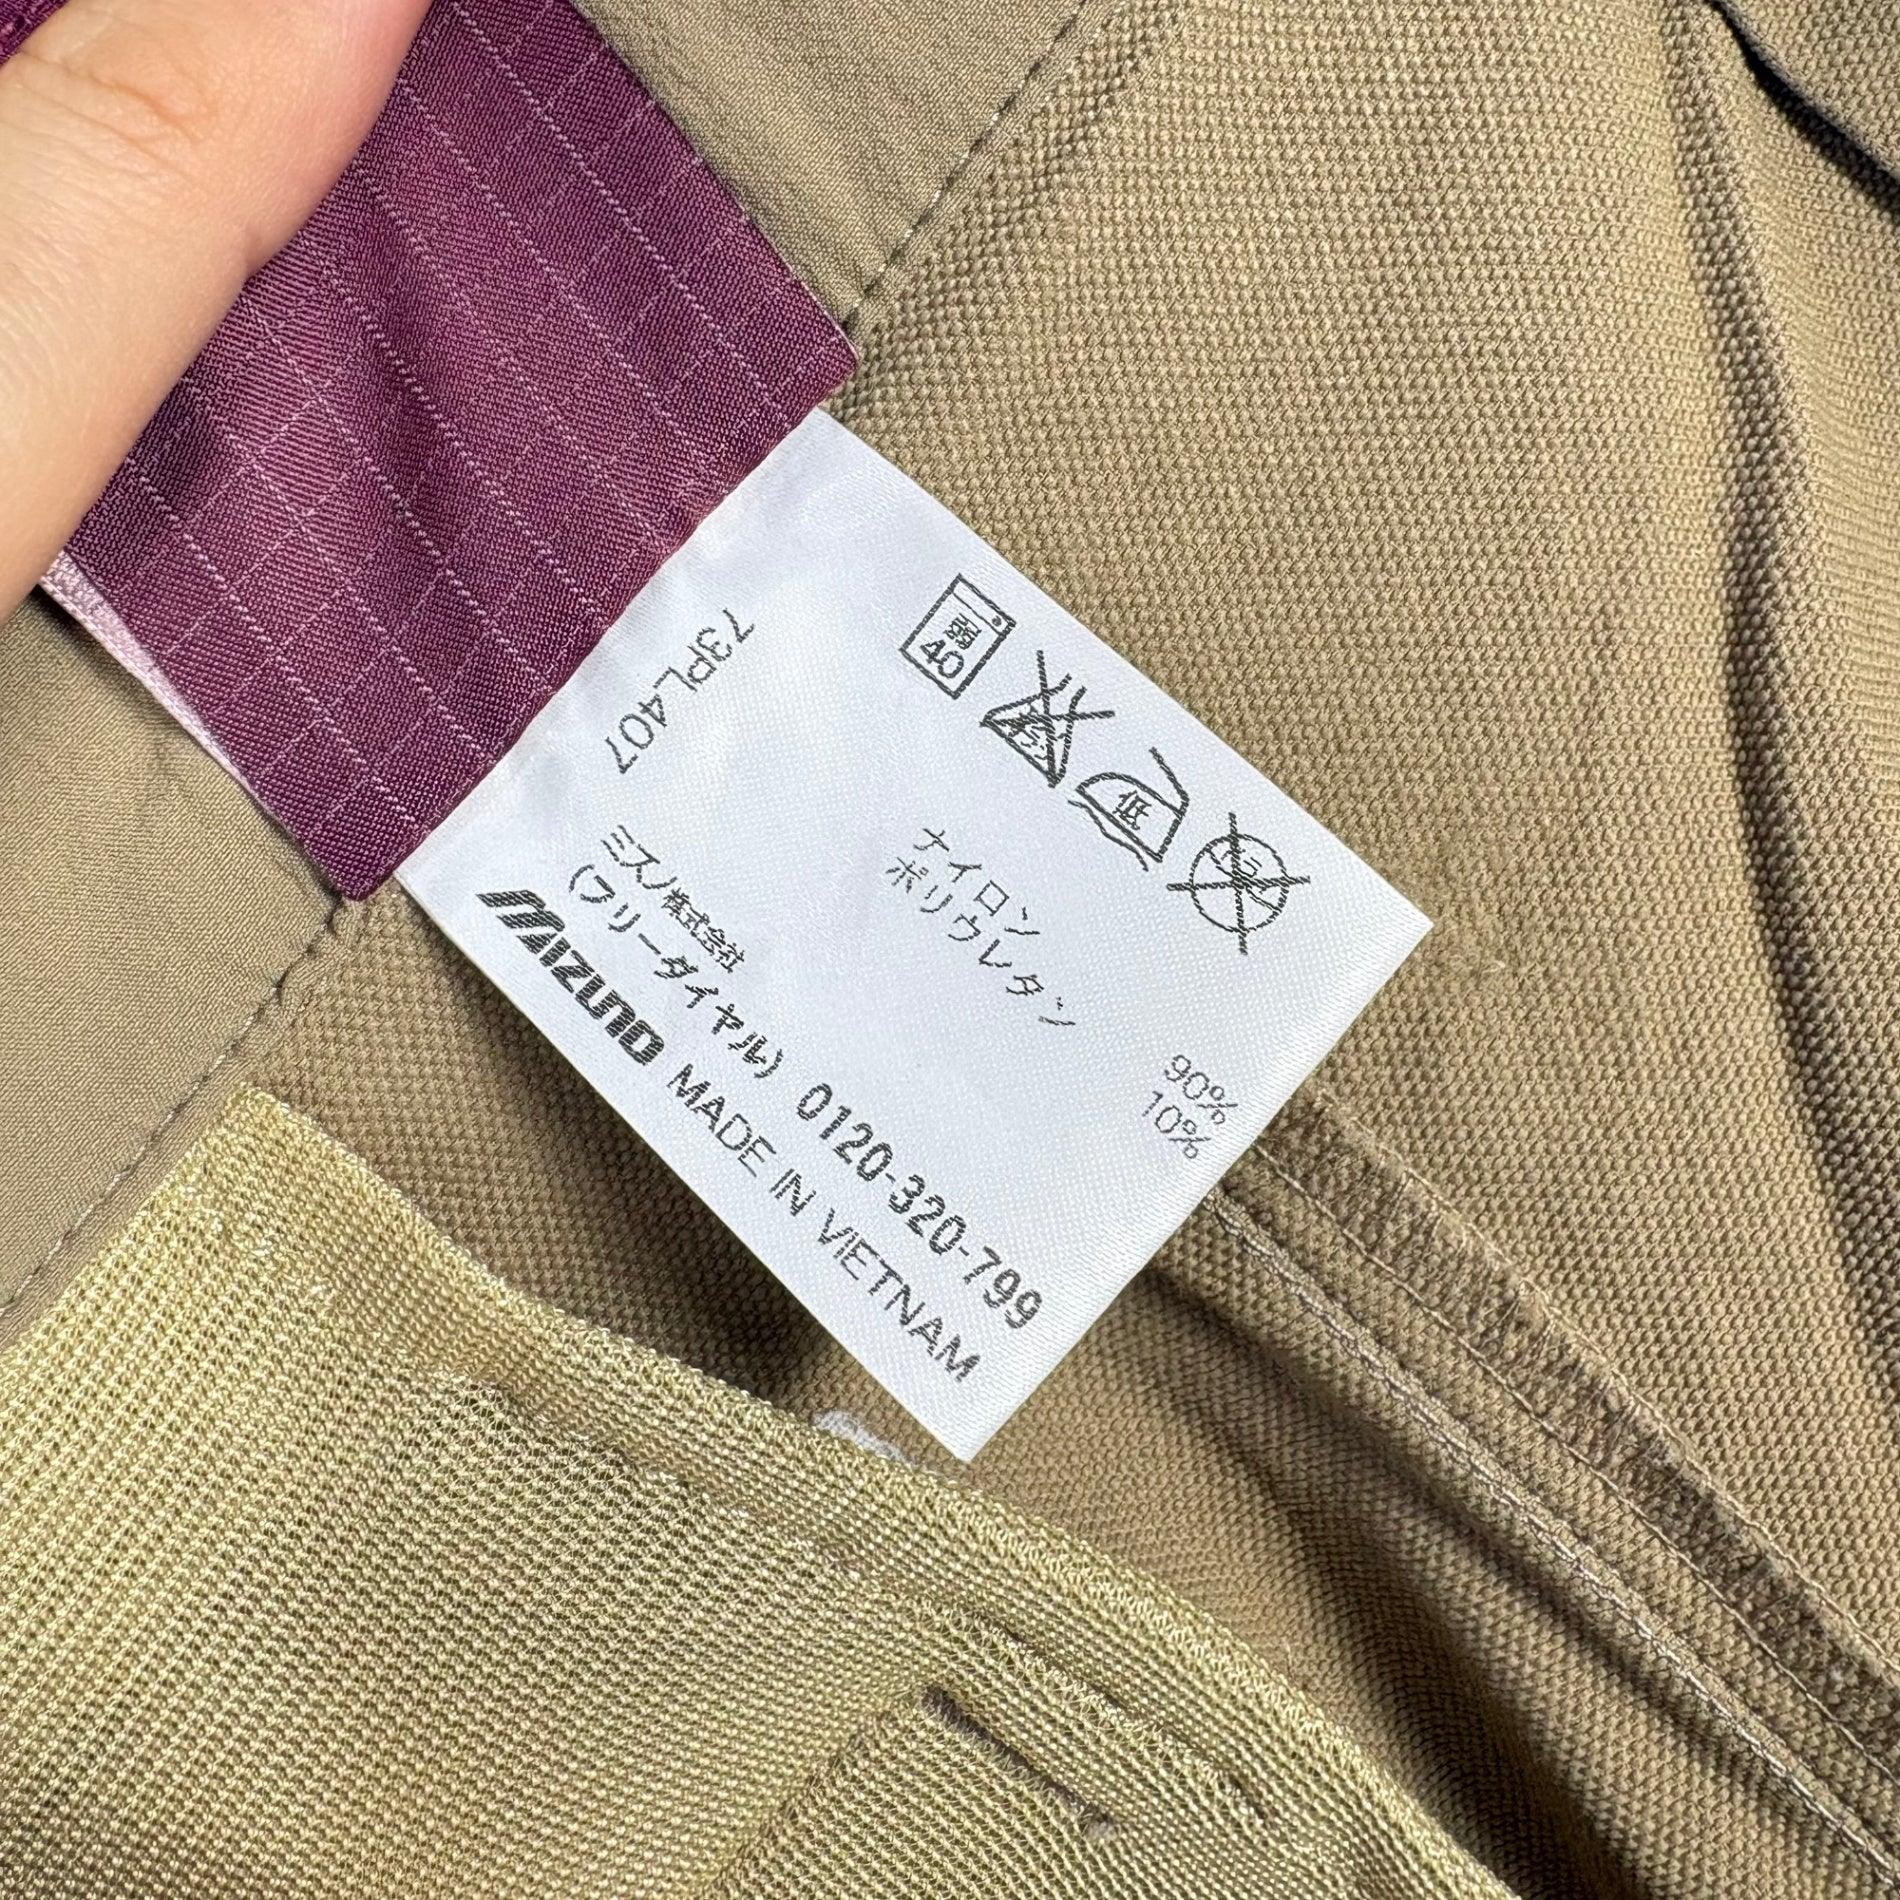 73PL407
弱
40
低
ナイロン 90%
ポリウレタン 10%
ミズノ株式会社
(フリーダイヤル) 0120-320-799
MIZUNO MADE IN VIETNAM